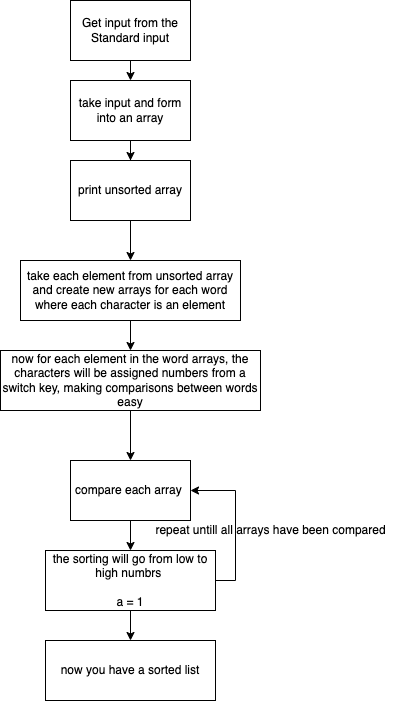 Get input from the
Standard input
take input and form
into an array
print unsorted array
take each element from unsorted array
and create new arrays for each word
where each character is an element
now for each element in the word arrays, the
characters will be assigned numbers from a
switch key, making comparisons between words
easy
compare each array
repeat untill all arrays have been compared
the sorting will go from low to
high numbrs
a = 1
now you have a sorted list